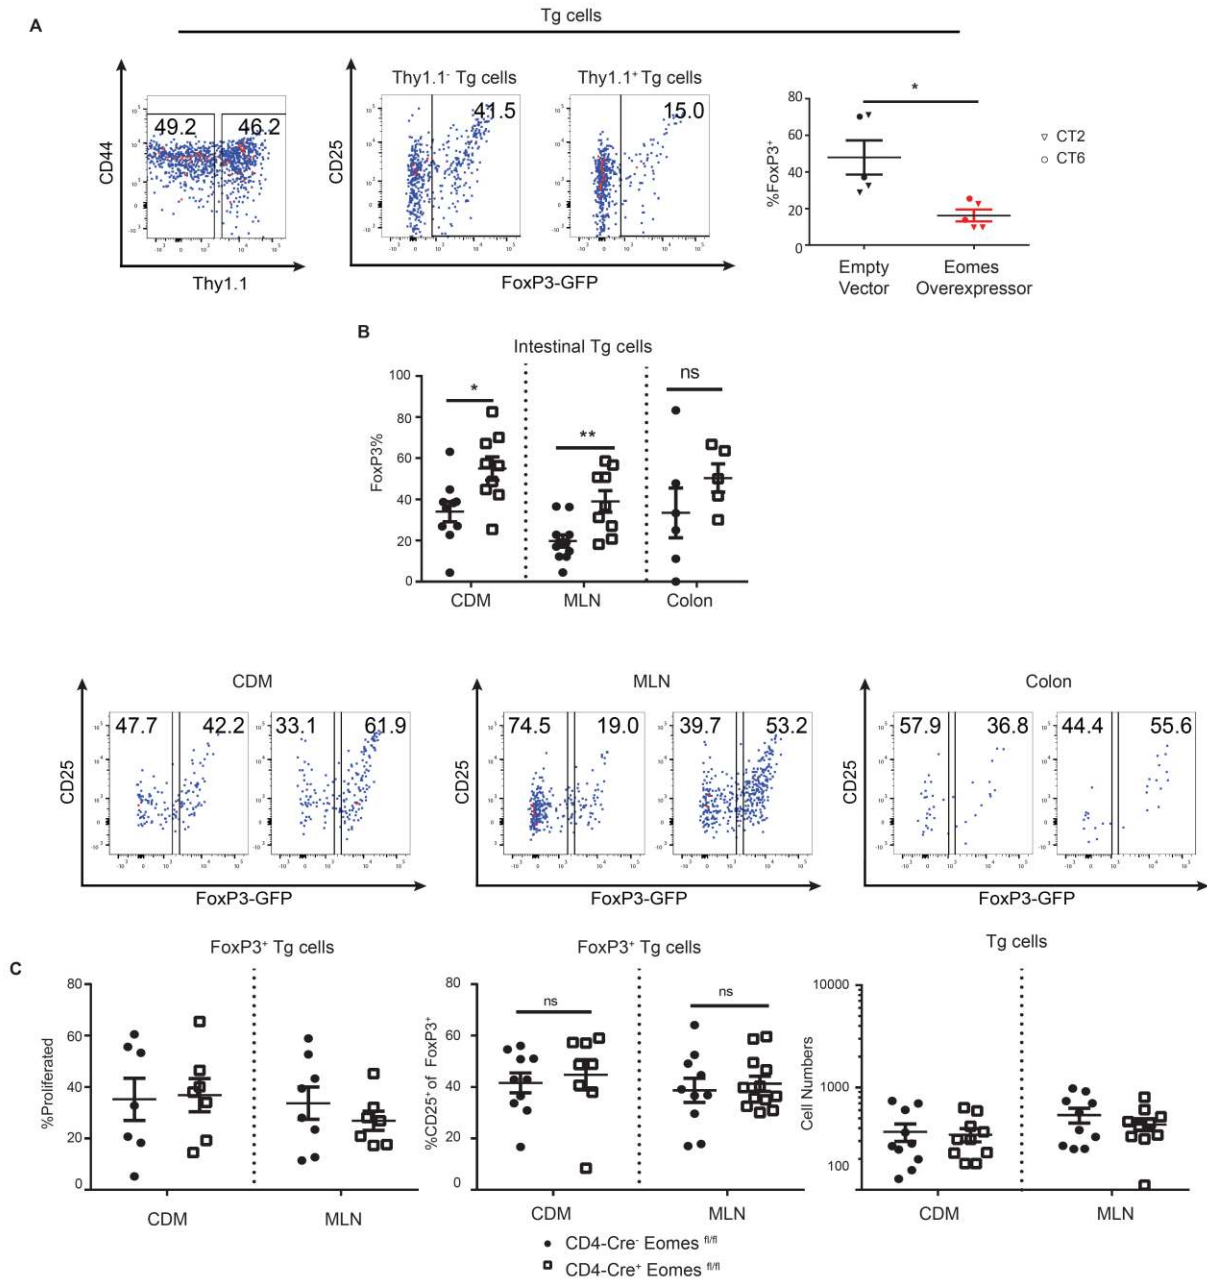 A
Tg cells
CD44
49.2 46.2
Thy1.1
CD25
Thy1.1⁻ Tg cells
41.5
Thy1.1⁺ Tg cells
15.0
FoxP3-GFP
%FoxP3⁺
80
60
40
20
0
*
Empty
Vector
Eomes
Overexpressor
CT2
CT6
B
Intestinal Tg cells
FoxP3%
100
80
60
40
20
0
* ** ns
CDM MLN Colon
CDM
CD25
47.7 42.2 33.1 61.9
FoxP3-GFP
MLN
CD25
74.5 19.0 39.7 53.2
FoxP3-GFP
Colon
CD25
57.9 36.8 44.4 55.6
FoxP3-GFP
C
FoxP3⁺ Tg cells
%Proliferated
80
60
40
20
0
CDM MLN
FoxP3⁺ Tg cells
%CD25⁺ of FoxP3⁺
80
60
40
20
0
ns ns
CDM MLN
Tg cells
Cell Numbers
10000
1000
100
CDM MLN
CD4-Cre⁻ Eomes fl/fl
CD4-Cre⁺ Eomes fl/fl